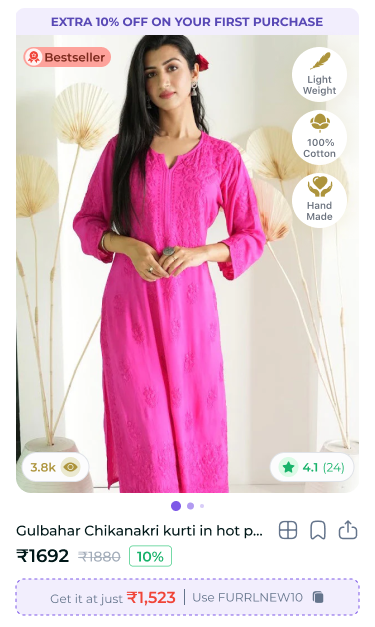 EXTRA 10% OFF ON YOUR FIRST PURCHASE
Bestseller
Light
Weight
100%
Cotton
Hand
Made
3.8k
4.1 (24)
Gulbahar Chikanakri kurti in hot p...
₹1692 ₹1880 10%
Get it at just ₹1,523 | Use FURRLNEW10